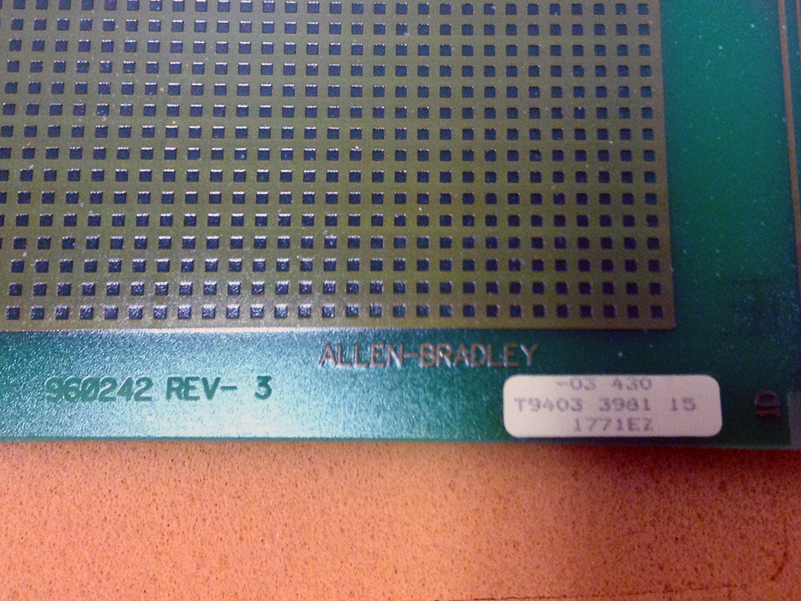 ALLEN-BRADLEY
960242 REV- 3
-03 430
T9403 3981 15
1771EZ
1D